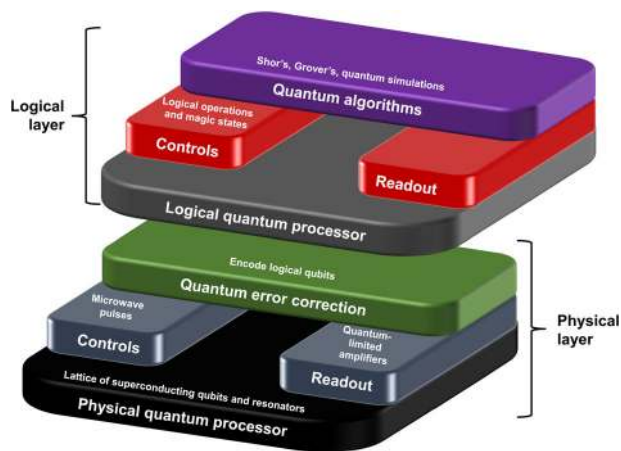 Shor's, Grover's, quantum simulations
Quantum algorithms
Logical
layer
Logical operations
and magic states
Controls
Readout
Logical quantum processor
Encode logical qubits
Quantum error correction
Microwave
pulses
Controls
Quantum-
limited
amplifiers
Readout
Physical
layer
Lattice of superconducting qubits and resonators
Physical quantum processor